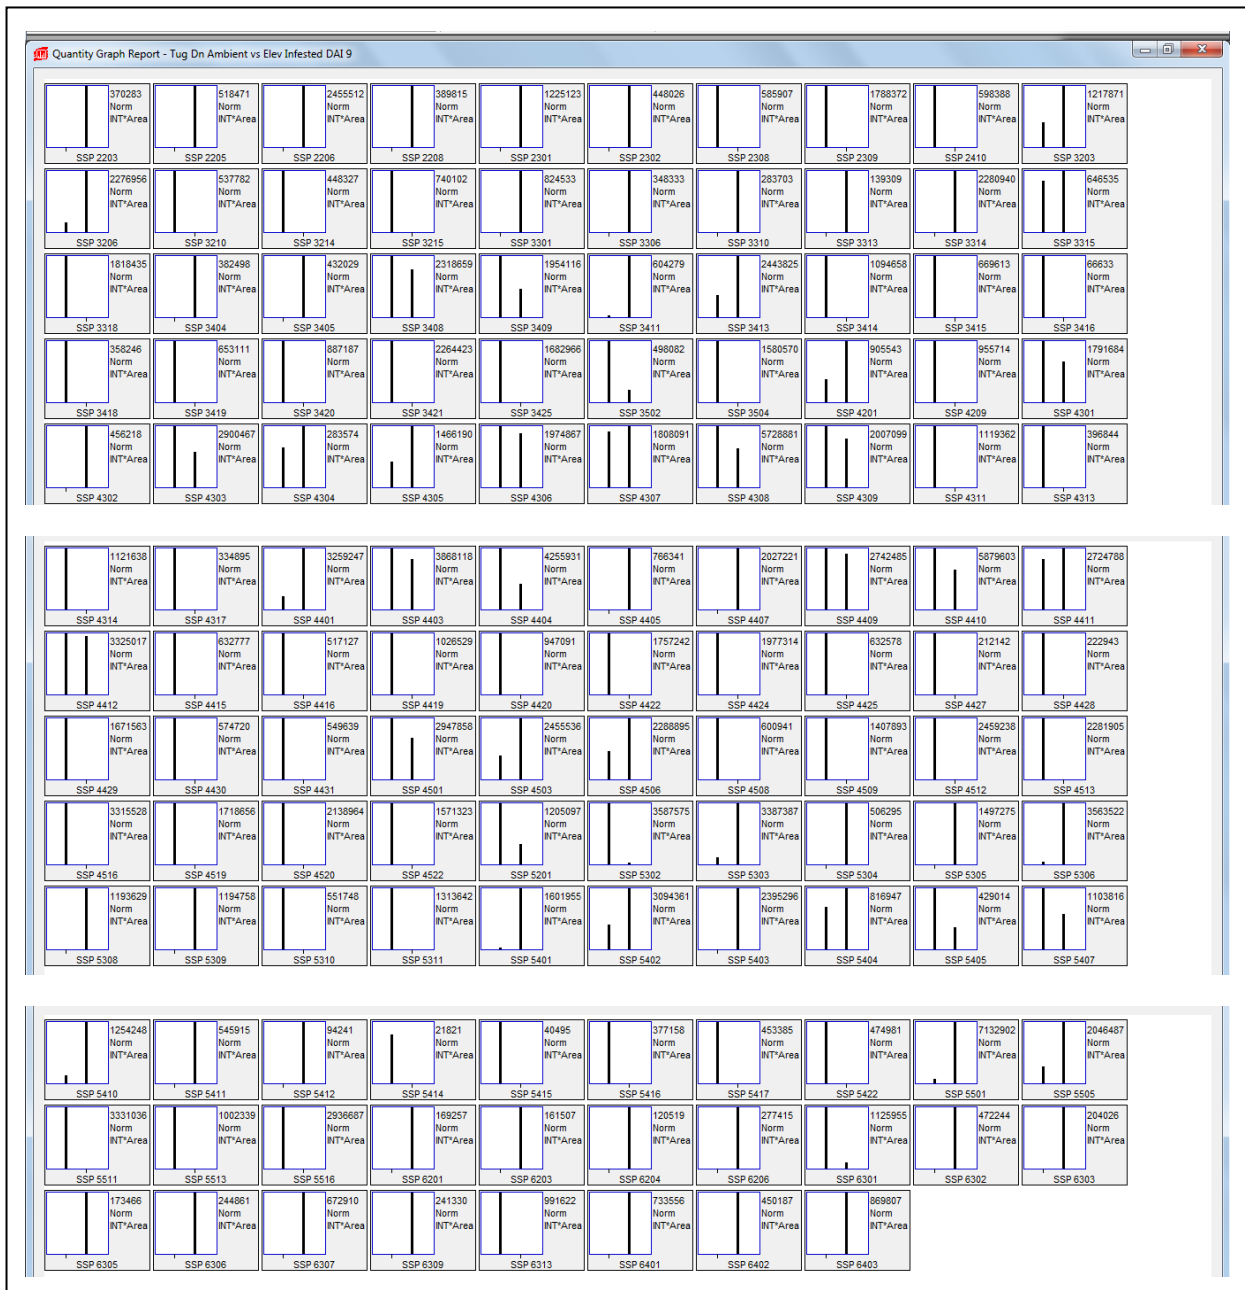 Quantity Graph Report - Tug Dn Ambient vs Elev Infested DAI 9
370283 518471 2455512 389815 1225123 448026 585907 1788372 598388 1217871
Norm Norm Norm Norm Norm Norm Norm Norm Norm Norm
INT*Area INT*Area INT*Area INT*Area INT*Area INT*Area INT*Area INT*Area INT*Area INT*Area
SSP 2203 SSP 2205 SSP 2206 SSP 2208 SSP 2301 SSP 2302 SSP 2308 SSP 2309 SSP 2410 SSP 3203
2276956 537782 448327 740102 824533 348333 283703 139309 2280940 646535
Norm Norm Norm Norm Norm Norm Norm Norm Norm Norm
INT*Area INT*Area INT*Area INT*Area INT*Area INT*Area INT*Area INT*Area INT*Area INT*Area
SSP 3206 SSP 3210 SSP 3214 SSP 3215 SSP 3301 SSP 3306 SSP 3310 SSP 3313 SSP 3314 SSP 3315
1818435 382498 432029 2318659 1954116 604279 2443825 1094658 669613 66633
Norm Norm Norm Norm Norm Norm Norm Norm Norm Norm
INT*Area INT*Area INT*Area INT*Area INT*Area INT*Area INT*Area INT*Area INT*Area INT*Area
SSP 3318 SSP 3404 SSP 3405 SSP 3408 SSP 3409 SSP 3411 SSP 3413 SSP 3414 SSP 3415 SSP 3416
358246 653111 887187 2264423 1682966 498082 1580570 905543 955714 1791684
Norm Norm Norm Norm Norm Norm Norm Norm Norm Norm
INT*Area INT*Area INT*Area INT*Area INT*Area INT*Area INT*Area INT*Area INT*Area INT*Area
SSP 3418 SSP 3419 SSP 3420 SSP 3421 SSP 3425 SSP 3502 SSP 3504 SSP 4201 SSP 4209 SSP 4301
456218 2900467 283574 1466190 1974867 1808091 5728881 2007099 1119362 396844
Norm Norm Norm Norm Norm Norm Norm Norm Norm Norm
INT*Area INT*Area INT*Area INT*Area INT*Area INT*Area INT*Area INT*Area INT*Area INT*Area
SSP 4302 SSP 4303 SSP 4304 SSP 4305 SSP 4306 SSP 4307 SSP 4308 SSP 4309 SSP 4311 SSP 4313
1121638 334895 3259247 3868118 4255931 766341 2027221 2742485 5879603 2724788
Norm Norm Norm Norm Norm Norm Norm Norm Norm Norm
INT*Area INT*Area INT*Area INT*Area INT*Area INT*Area INT*Area INT*Area INT*Area INT*Area
SSP 4314 SSP 4317 SSP 4401 SSP 4403 SSP 4404 SSP 4405 SSP 4407 SSP 4409 SSP 4410 SSP 4411
3325017 632777 517127 1026529 947091 1757242 1977314 632578 212142 222943
Norm Norm Norm Norm Norm Norm Norm Norm Norm Norm
INT*Area INT*Area INT*Area INT*Area INT*Area INT*Area INT*Area INT*Area INT*Area INT*Area
SSP 4412 SSP 4415 SSP 4416 SSP 4419 SSP 4420 SSP 4422 SSP 4424 SSP 4425 SSP 4427 SSP 4428
1671563 574720 549639 2947858 2455536 2288895 600941 1407893 2459238 2281905
Norm Norm Norm Norm Norm Norm Norm Norm Norm Norm
INT*Area INT*Area INT*Area INT*Area INT*Area INT*Area INT*Area INT*Area INT*Area INT*Area
SSP 4429 SSP 4430 SSP 4431 SSP 4501 SSP 4503 SSP 4506 SSP 4508 SSP 4509 SSP 4512 SSP 4513
3315528 1718656 2138964 1571323 1205097 3587575 3387387 506295 1497275 3563522
Norm Norm Norm Norm Norm Norm Norm Norm Norm Norm
INT*Area INT*Area INT*Area INT*Area INT*Area INT*Area INT*Area INT*Area INT*Area INT*Area
SSP 4516 SSP 4519 SSP 4520 SSP 4522 SSP 5201 SSP 5302 SSP 5303 SSP 5304 SSP 5305 SSP 5306
1193629 1194758 551748 1313642 1601955 3094361 2395296 816947 429014 1103816
Norm Norm Norm Norm Norm Norm Norm Norm Norm Norm
INT*Area INT*Area INT*Area INT*Area INT*Area INT*Area INT*Area INT*Area INT*Area INT*Area
SSP 5308 SSP 5309 SSP 5310 SSP 5311 SSP 5401 SSP 5402 SSP 5403 SSP 5404 SSP 5405 SSP 5407
1254248 545915 94241 21821 40495 377158 453385 474981 7132902 2046487
Norm Norm Norm Norm Norm Norm Norm Norm Norm Norm
INT*Area INT*Area INT*Area INT*Area INT*Area INT*Area INT*Area INT*Area INT*Area INT*Area
SSP 5410 SSP 5411 SSP 5412 SSP 5414 SSP 5415 SSP 5416 SSP 5417 SSP 5422 SSP 5501 SSP 5505
3331036 1002339 2936687 169257 161507 120519 277415 1125955 472244 204026
Norm Norm Norm Norm Norm Norm Norm Norm Norm Norm
INT*Area INT*Area INT*Area INT*Area INT*Area INT*Area INT*Area INT*Area INT*Area INT*Area
SSP 5511 SSP 5513 SSP 5516 SSP 6201 SSP 6203 SSP 6204 SSP 6206 SSP 6301 SSP 6302 SSP 6303
173466 244861 672910 241330 991622 733556 450187 869807
Norm Norm Norm Norm Norm Norm Norm Norm
INT*Area INT*Area INT*Area INT*Area INT*Area INT*Area INT*Area INT*Area
SSP 6305 SSP 6306 SSP 6307 SSP 6309 SSP 6313 SSP 6401 SSP 6402 SSP 6403